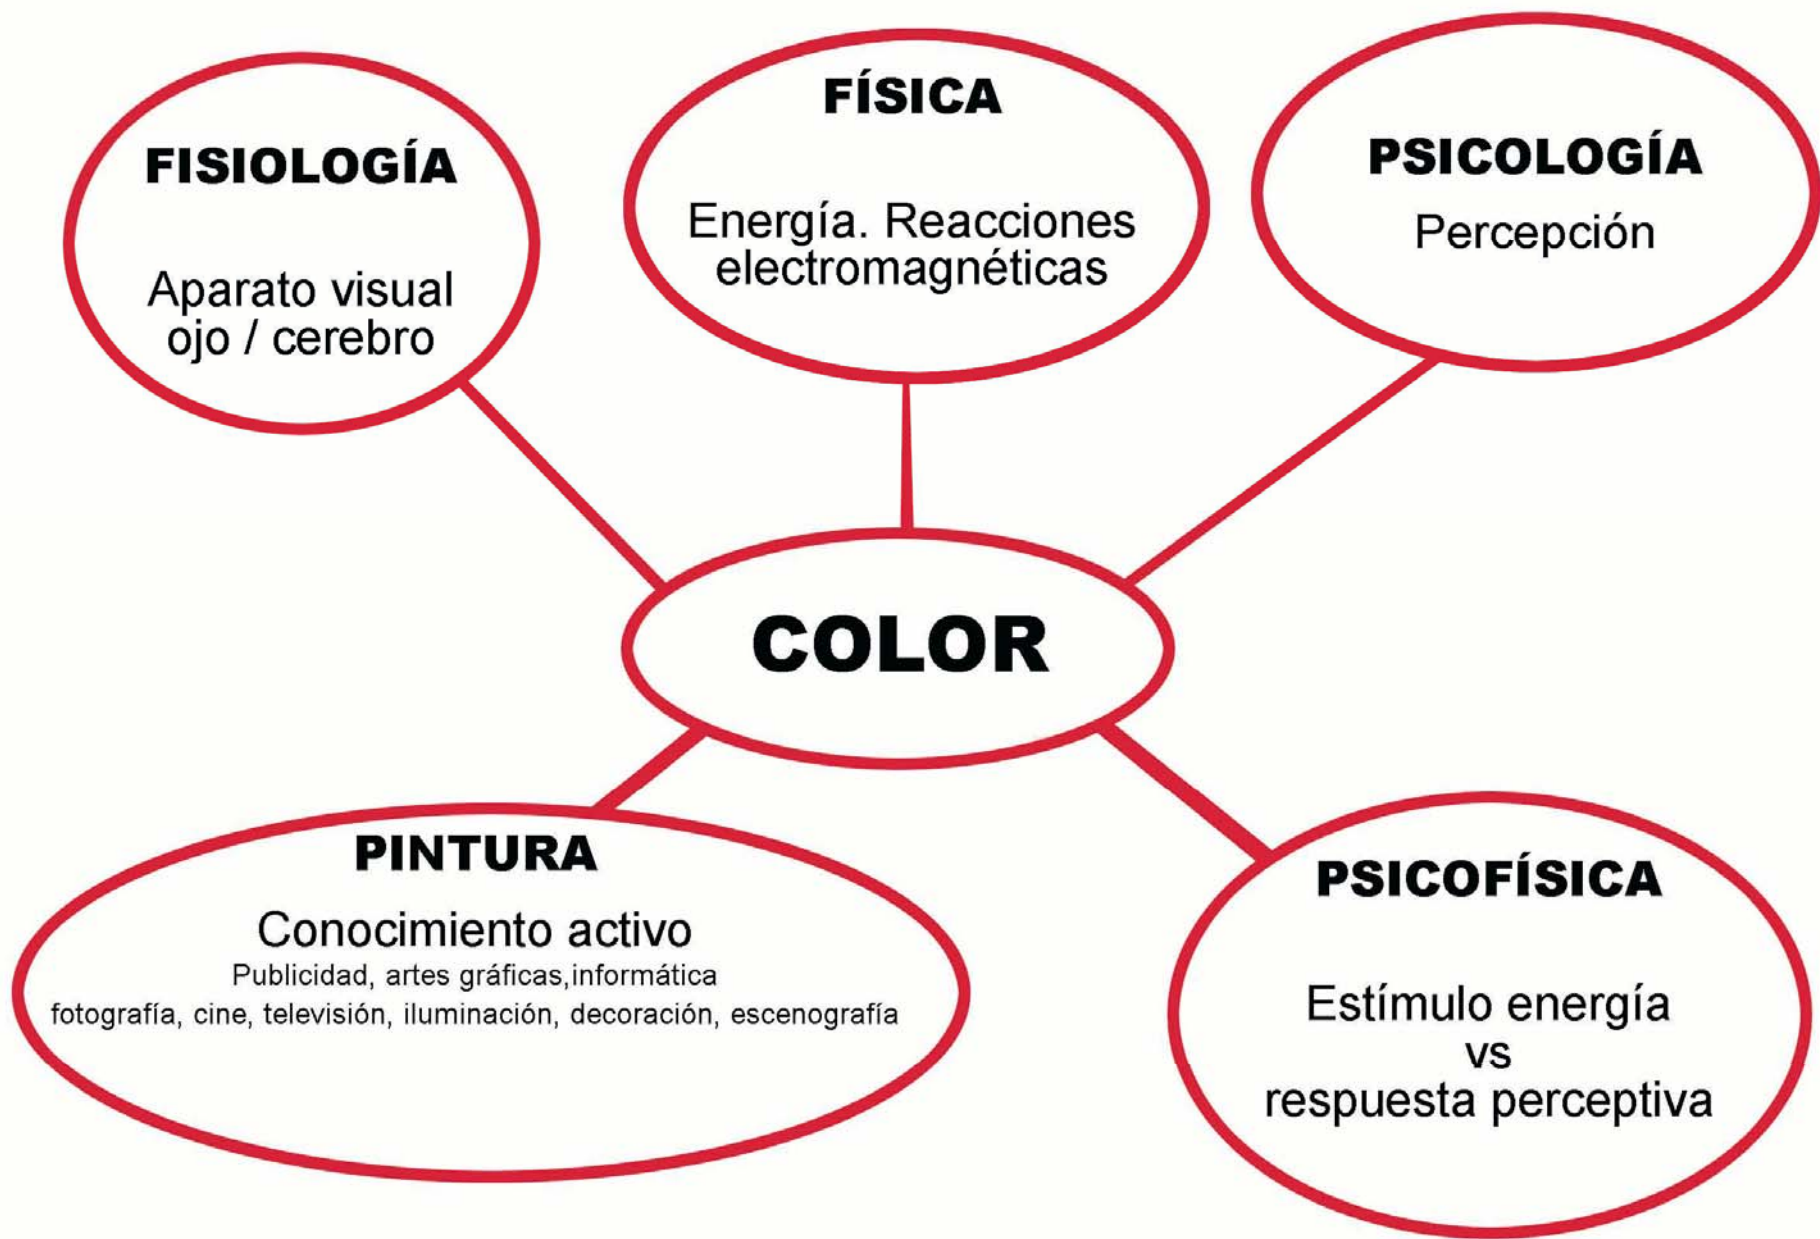 FISIOLOGÍA
Aparato visual
ojo / cerebro
FÍSICA
Energía. Reacciones
electromagnéticas
PSICOLOGÍA
Percepción
COLOR
PINTURA
Conocimiento activo
Publicidad, artes gráficas,informática
fotografía, cine, televisión, iluminación, decoración, escenografía
PSICOFÍSICA
Estímulo energía
vs
respuesta perceptiva